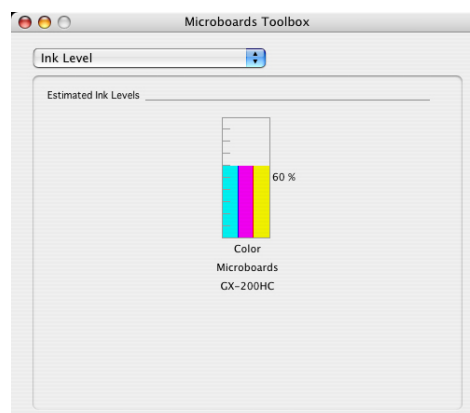 Microboards Toolbox
Ink Level
Estimated Ink Levels
60 %
Color
Microboards
GX-200HC